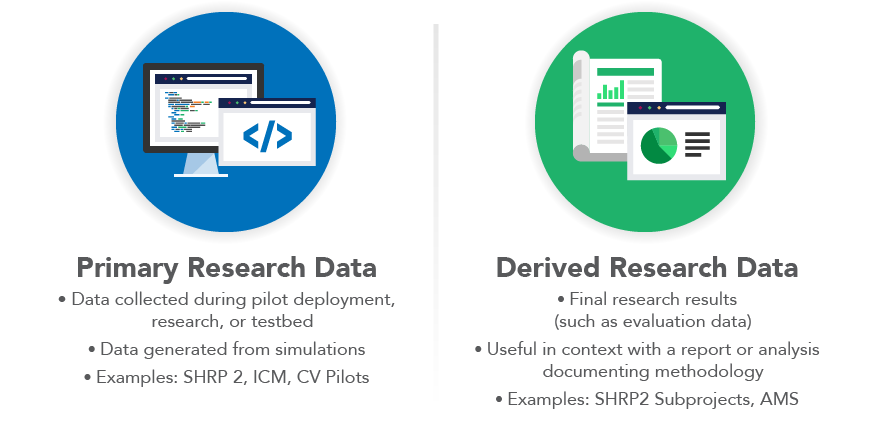 Primary Research Data
• Data collected during pilot deployment,
research, or testbed
• Data generated from simulations
• Examples: SHRP 2, ICM, CV Pilots
Derived Research Data
• Final research results
(such as evaluation data)
• Useful in context with a report or analysis
documenting methodology
• Examples: SHRP2 Subprojects, AMS